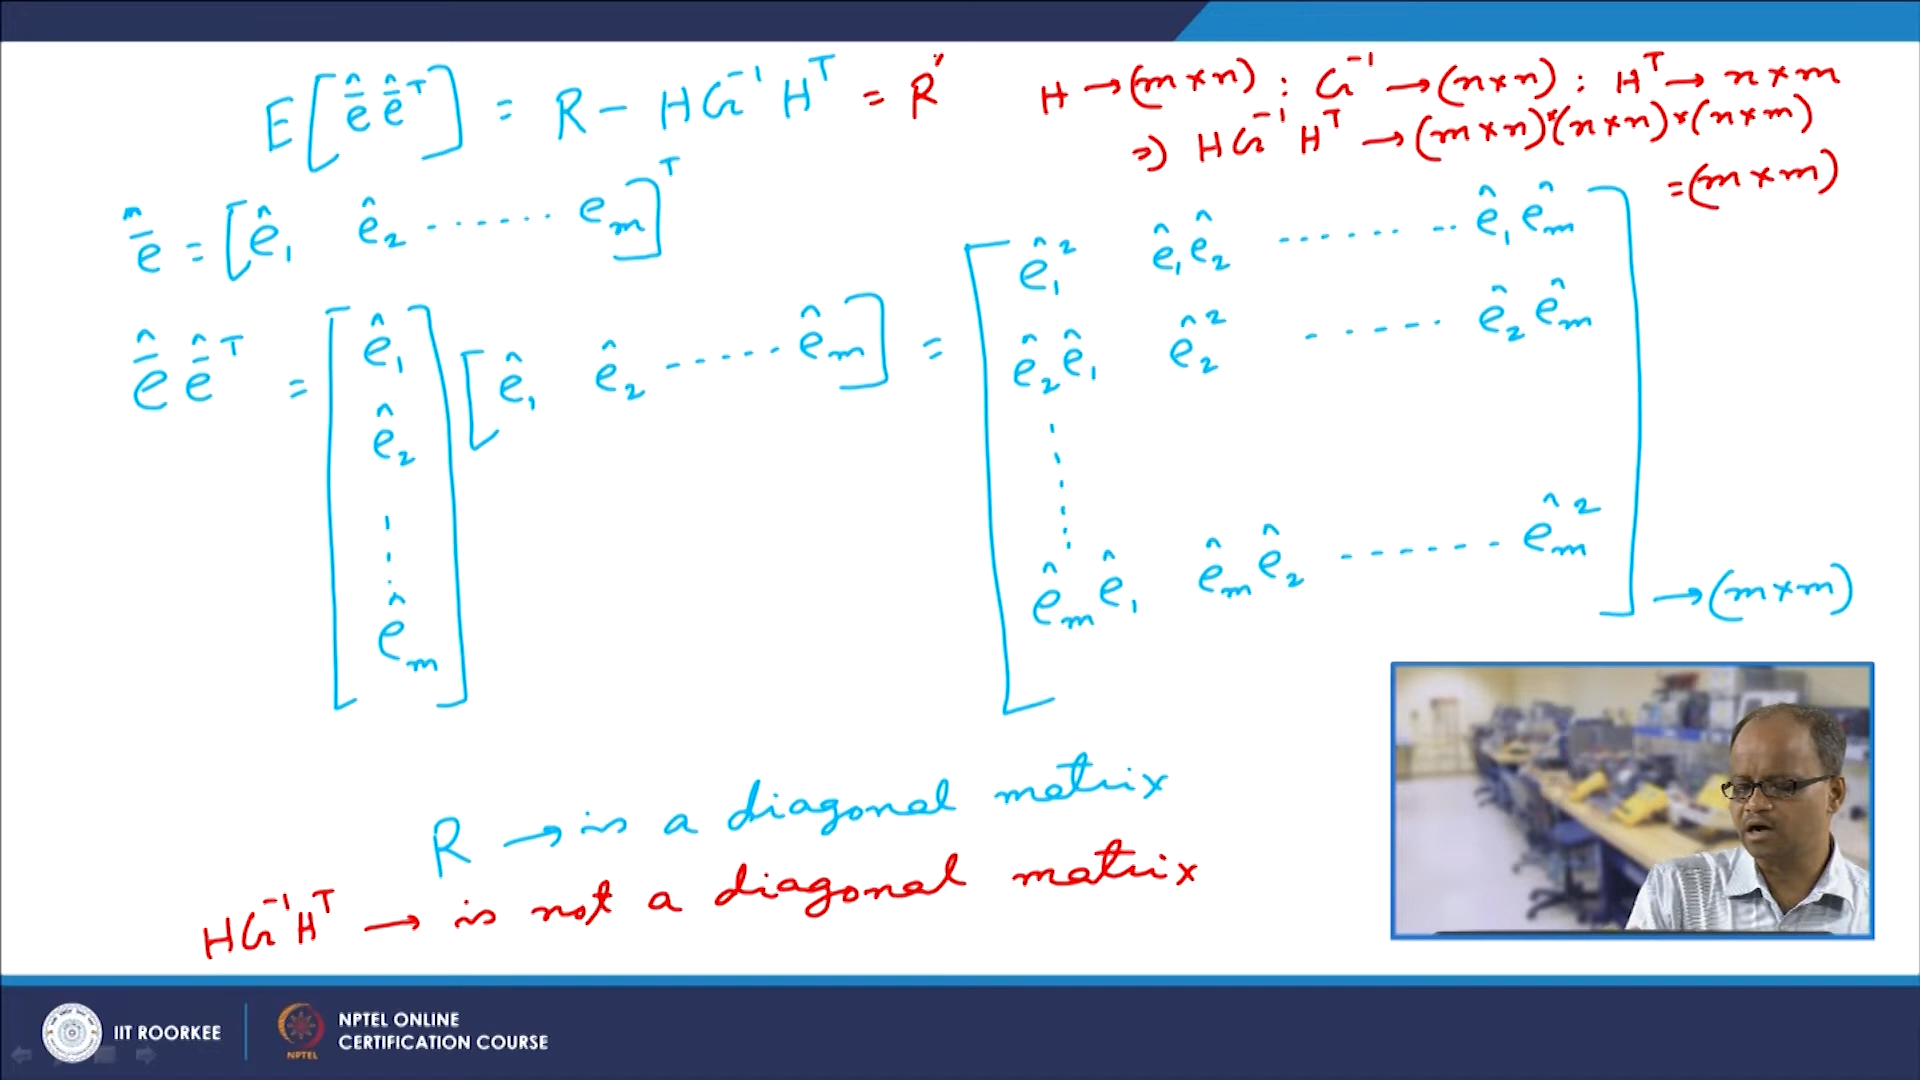 E[ê̲ ê̲ᵀ] = R − HG⁻¹Hᵀ = R′
H → (m×n) : G⁻¹ → (n×n) : Hᵀ → n×m
⇒ HG⁻¹Hᵀ → (m×n)*(n×n)*(n×m)
= (m×m)
ê̲ = [ê₁ ê₂ ....... eₘ]ᵀ
ê̲ ê̲ᵀ = [ê₁ ê₂ ⋮ êₘ] [ê₁ ê₂ ------ êₘ] =
ê₁² ê₁ê₂ ........ ê₁êₘ
ê₂ê₁ ê₂² ------ ê₂êₘ
⋮
êₘê₁ êₘê₂ ------- êₘ² → (m×m)
R → is a diagonal matrix
HG⁻¹Hᵀ → is not a diagonal matrix
IIT ROORKEE
NPTEL
NPTEL ONLINE
CERTIFICATION COURSE